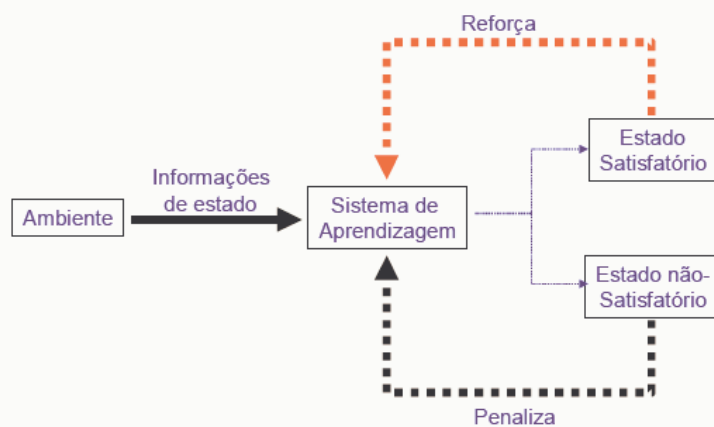 Reforça
Estado
Satisfatório
Informações
de estado
Ambiente
Sistema de
Aprendizagem
Estado não-
Satisfatório
Penaliza